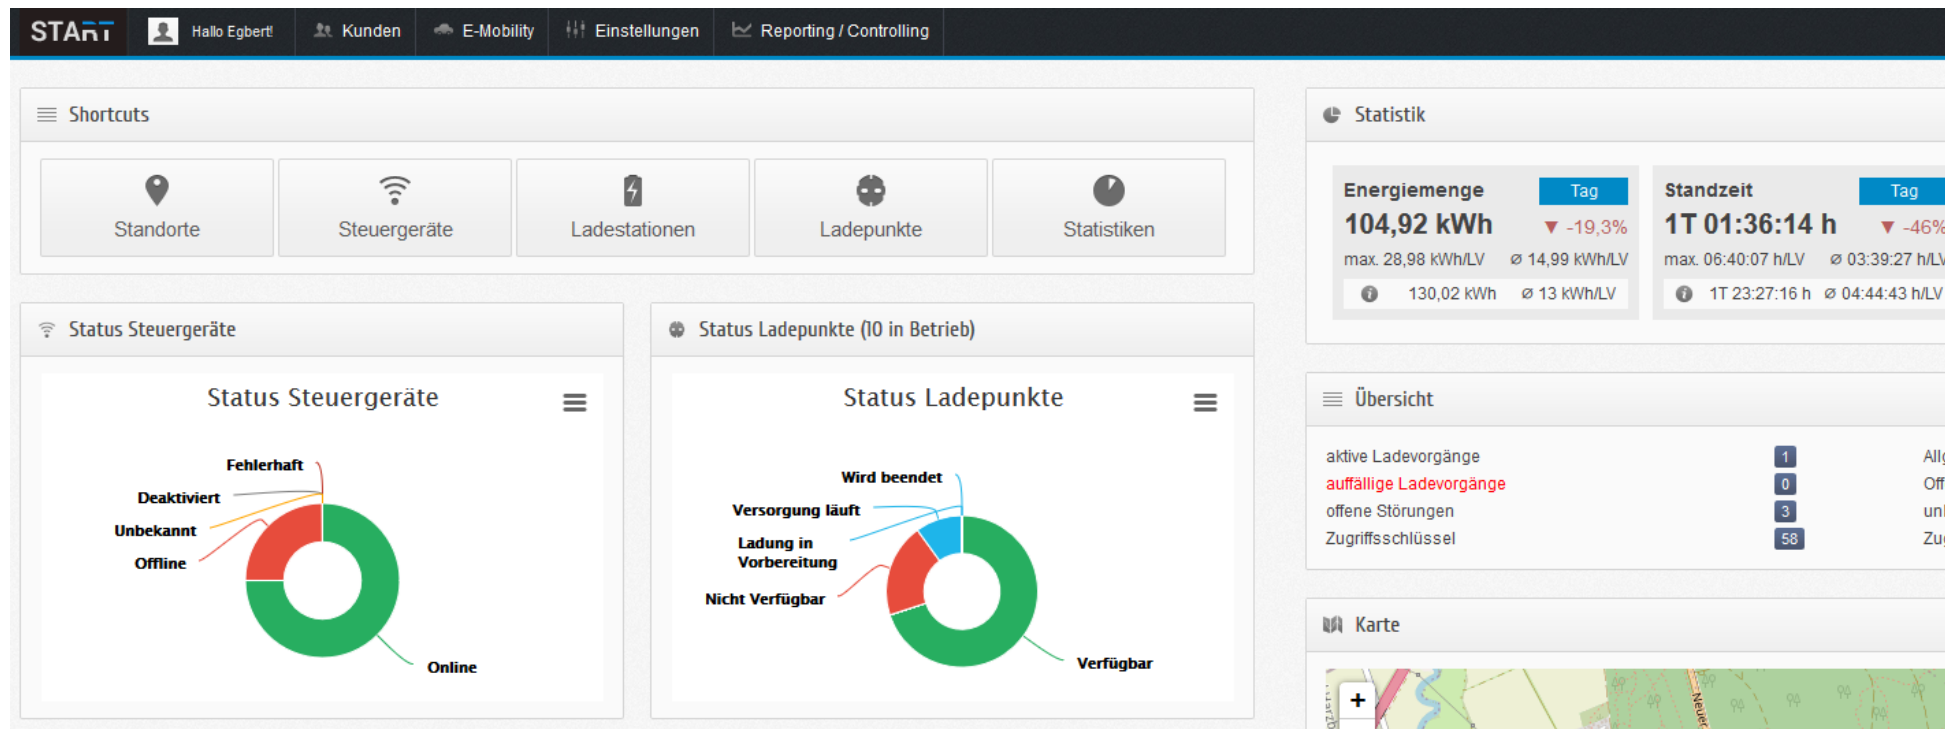 START
Hallo Egbert!
Kunden
E-Mobility
Einstellungen
Reporting / Controlling
Shortcuts
Standorte
Steuergeräte
Ladestationen
Ladepunkte
Statistiken
Status Steuergeräte
Status Steuergeräte
Fehlerhaft
Deaktiviert
Unbekannt
Offline
Online
Status Ladepunkte (10 in Betrieb)
Status Ladepunkte
Wird beendet
Versorgung läuft
Ladung in
Vorbereitung
Nicht Verfügbar
Verfügbar
Statistik
Energiemenge Tag
104,92 kWh ▼ -19,3%
max. 28,98 kWh/LV ⌀ 14,99 kWh/LV
130,02 kWh ⌀ 13 kWh/LV
Standzeit Tag
1T 01:36:14 h ▼ -46%
max. 06:40:07 h/LV ⌀ 03:39:27 h/LV
1T 23:27:16 h ⌀ 04:44:43 h/LV
Übersicht
aktive Ladevorgänge 1
auffällige Ladevorgänge 0
offene Störungen 3
Zugriffsschlüssel 58
Karte
+